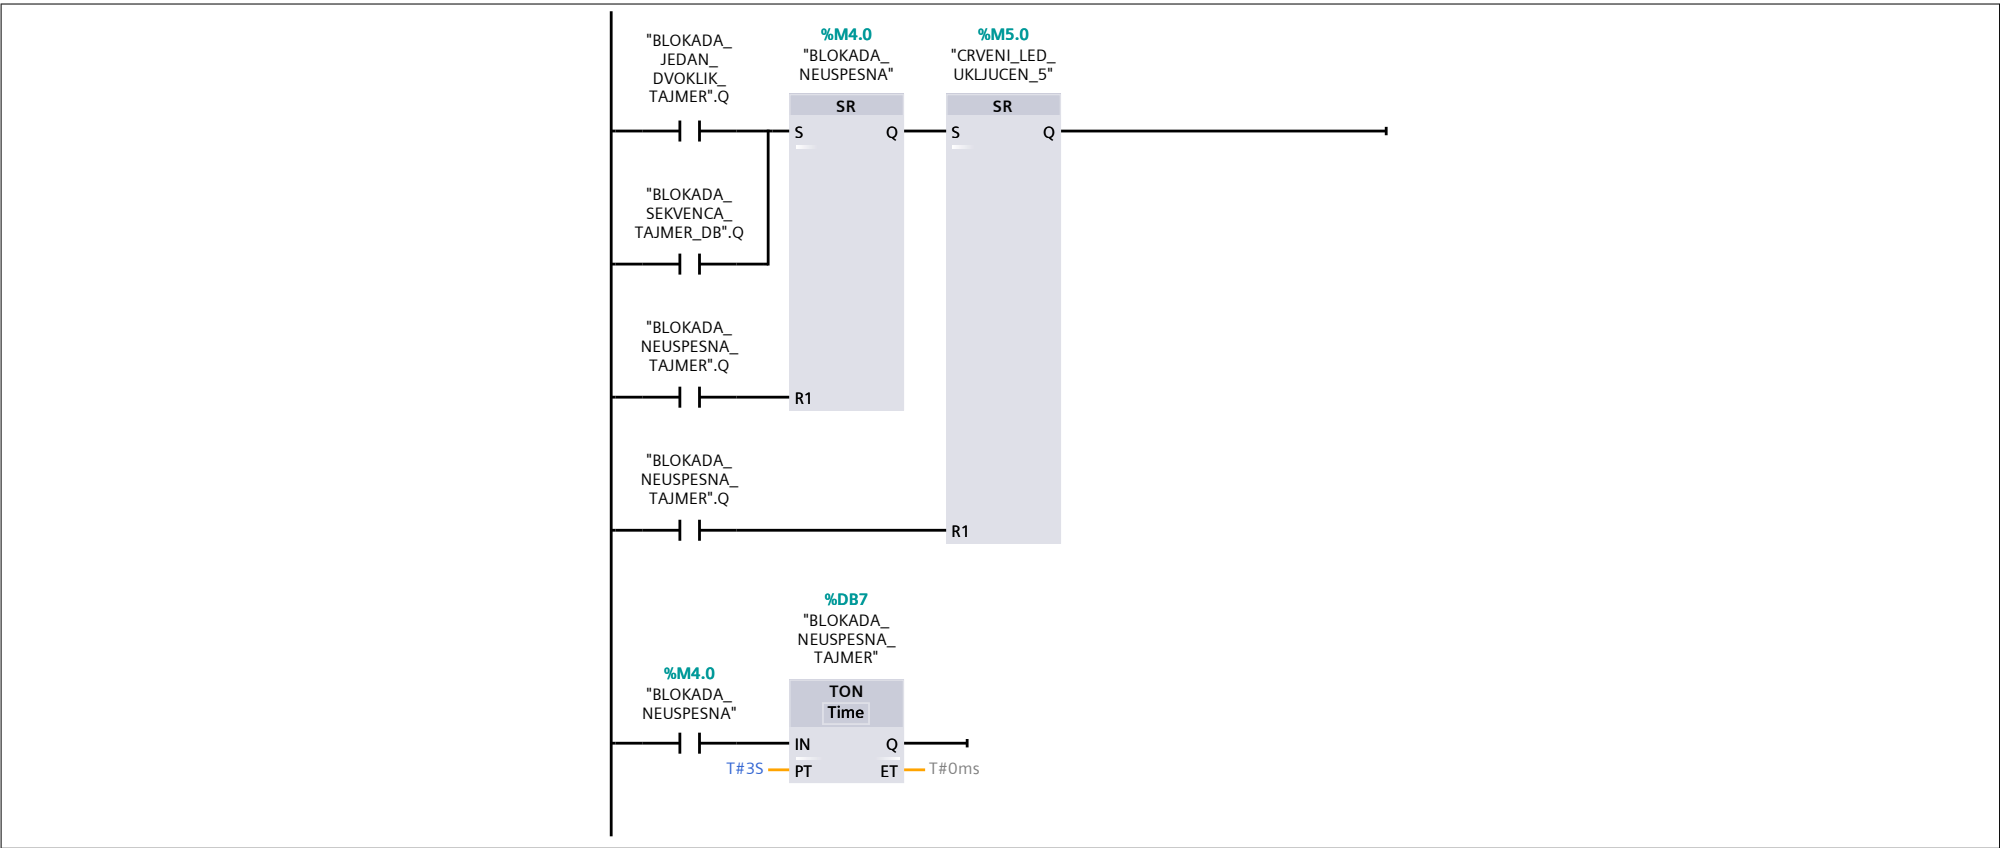 "BLOKADA_
JEDAN_
DVOKLIK_
TAJMER".Q
%M4.0
"BLOKADA_
NEUSPESNA"
SR
S
Q
R1
%M5.0
"CRVENI_LED_
UKLJUCEN_5"
SR
S
Q
R1
"BLOKADA_
SEKVENCA_
TAJMER_DB".Q
"BLOKADA_
NEUSPESNA_
TAJMER".Q
"BLOKADA_
NEUSPESNA_
TAJMER".Q
%DB7
"BLOKADA_
NEUSPESNA_
TAJMER"
%M4.0
"BLOKADA_
NEUSPESNA"
TON
Time
IN
Q
T#3S
PT
ET
T#0ms